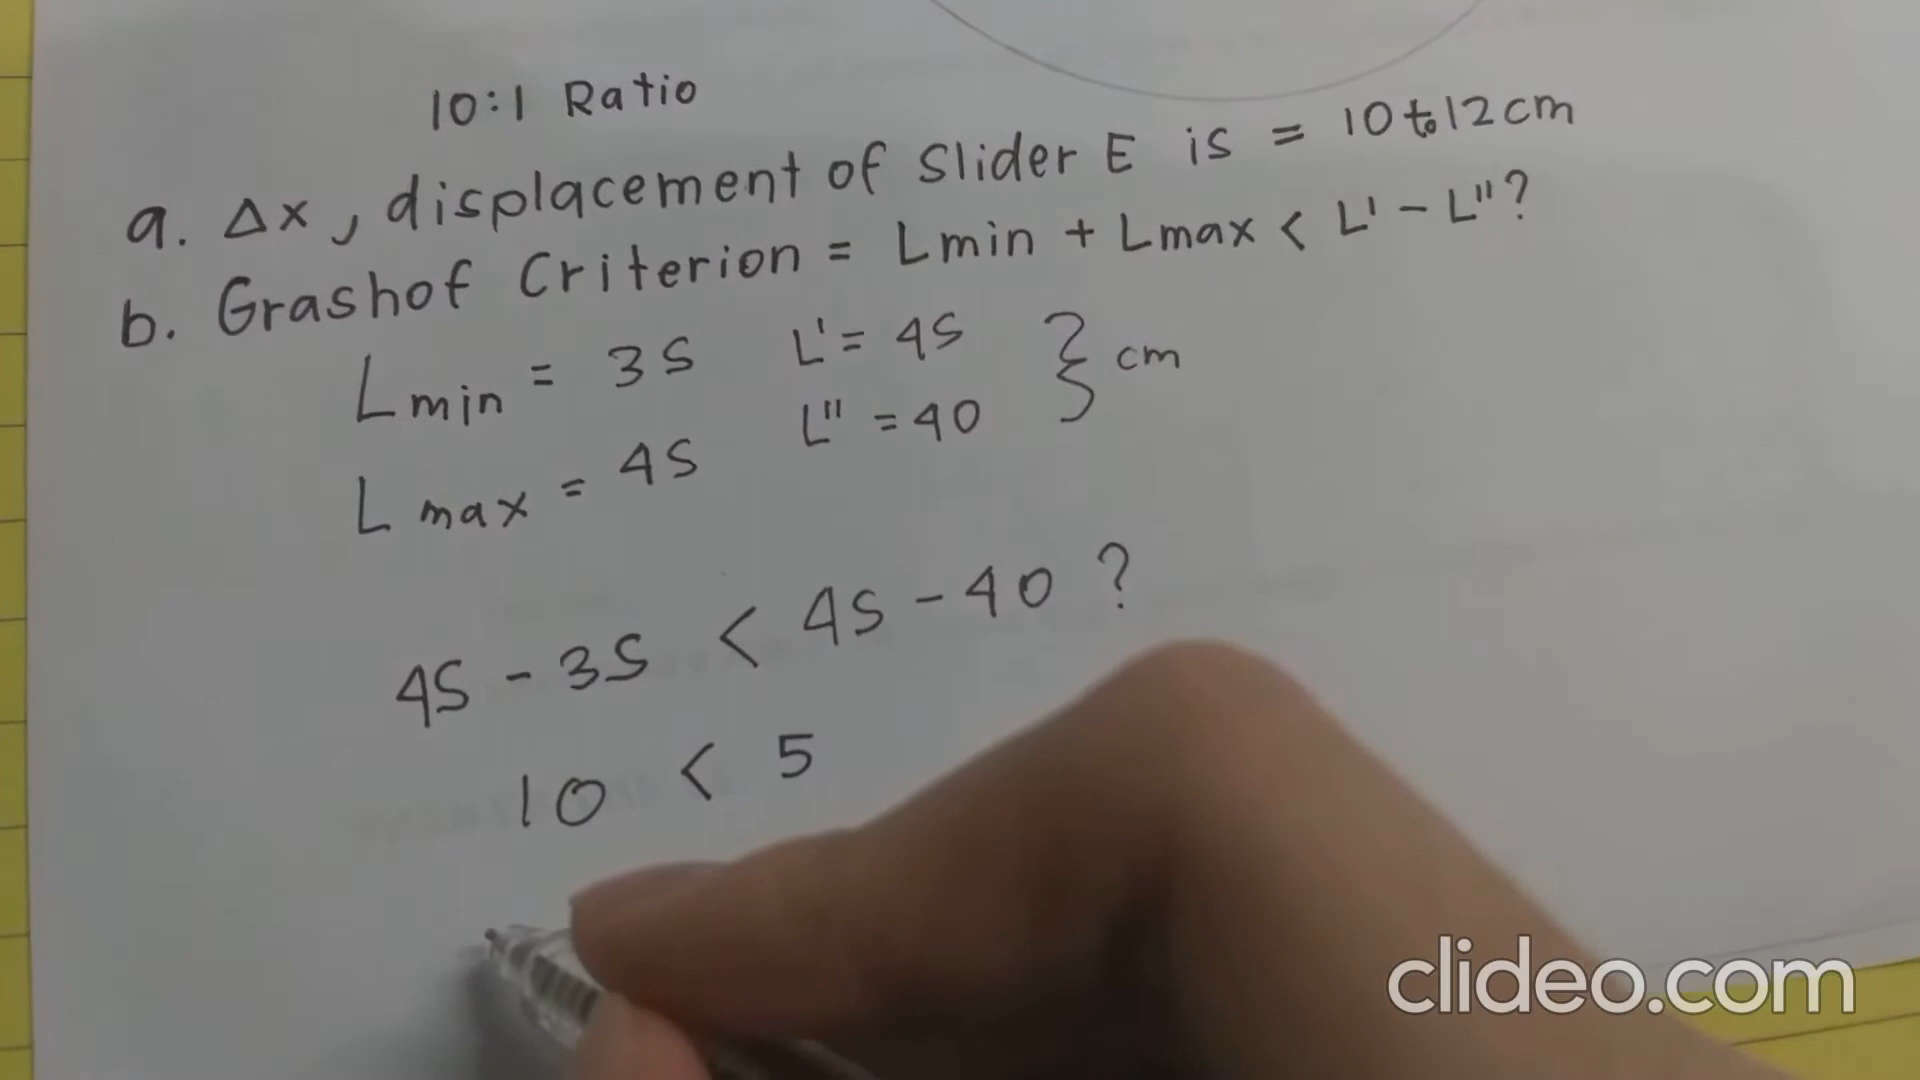 10:1 Ratio
a. Δx, displacement of Slider E is = 10 to 12 cm
b. Grashof Criterion = Lmin + Lmax < L' - L"?
Lmin = 35 L' = 45 } cm
L" = 40
Lmax = 45
45 - 35 < 45 - 40 ?
10 < 5
clideo.com